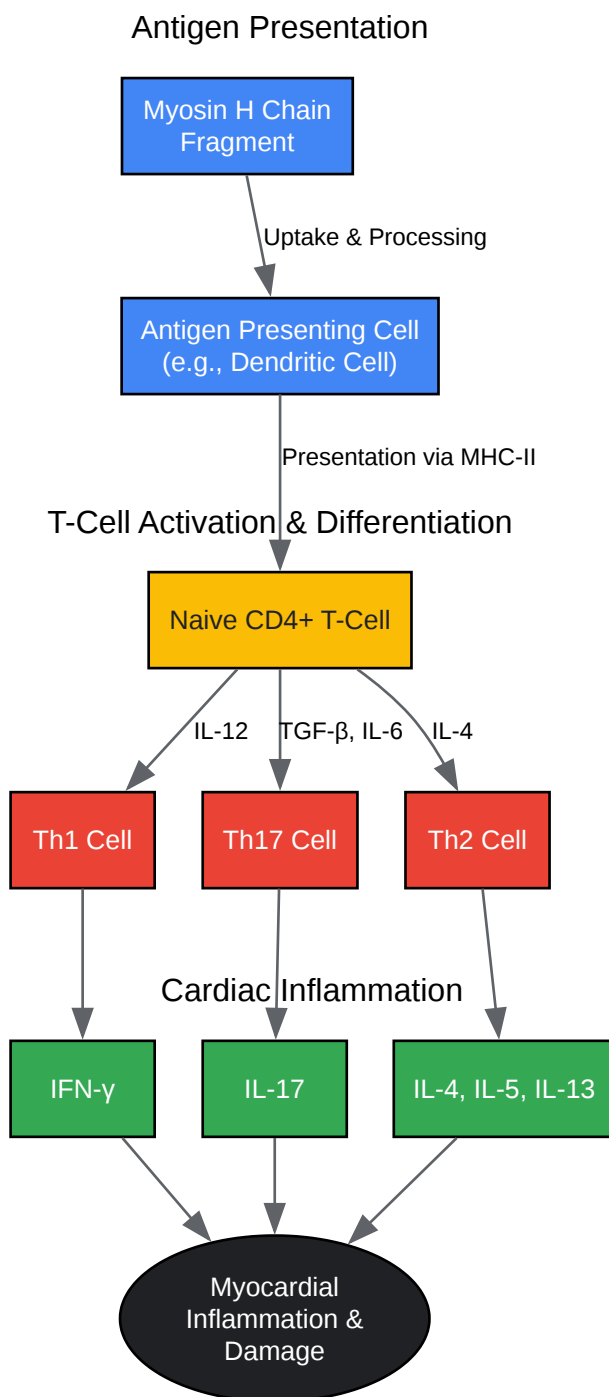 Antigen Presentation
Myosin H Chain
Fragment
Uptake & Processing
Antigen Presenting Cell
(e.g., Dendritic Cell)
Presentation via MHC-II
T-Cell Activation & Differentiation
Naive CD4+ T-Cell
IL-12
TGF-β, IL-6
IL-4
Th1 Cell
Th17 Cell
Th2 Cell
Cardiac Inflammation
IFN-γ
IL-17
IL-4, IL-5, IL-13
Myocardial
Inflammation &
Damage